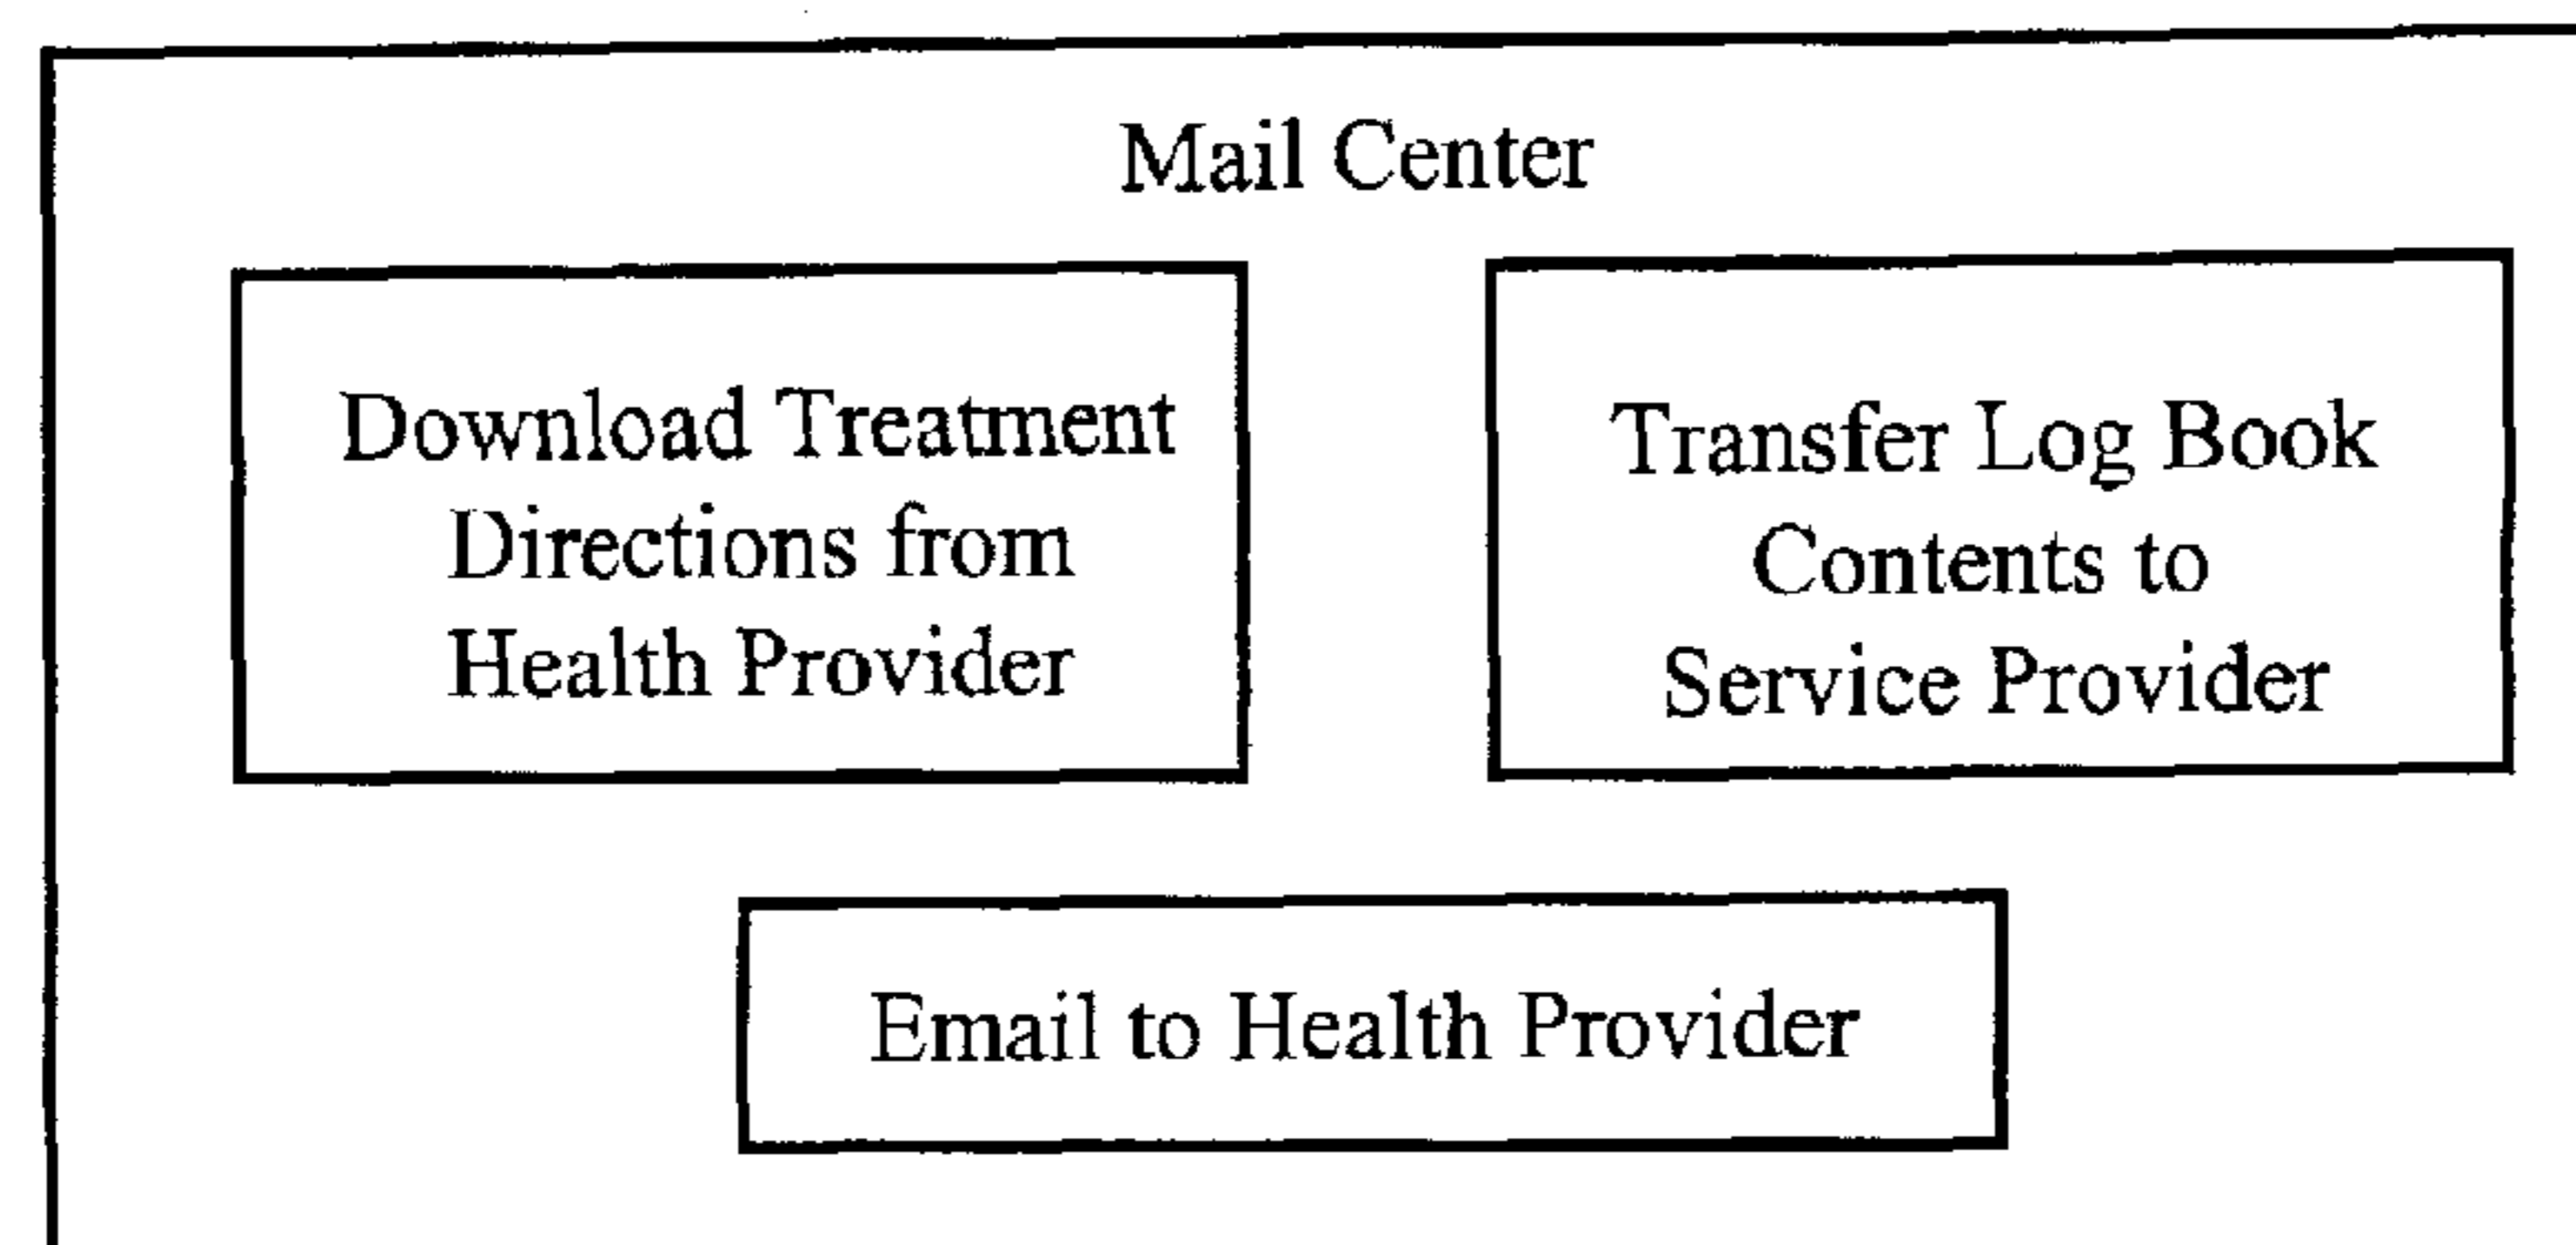 Mail Center
Download Treatment
Directions from
Health Provider
Transfer Log Book
Contents to
Service Provider
Email to Health Provider